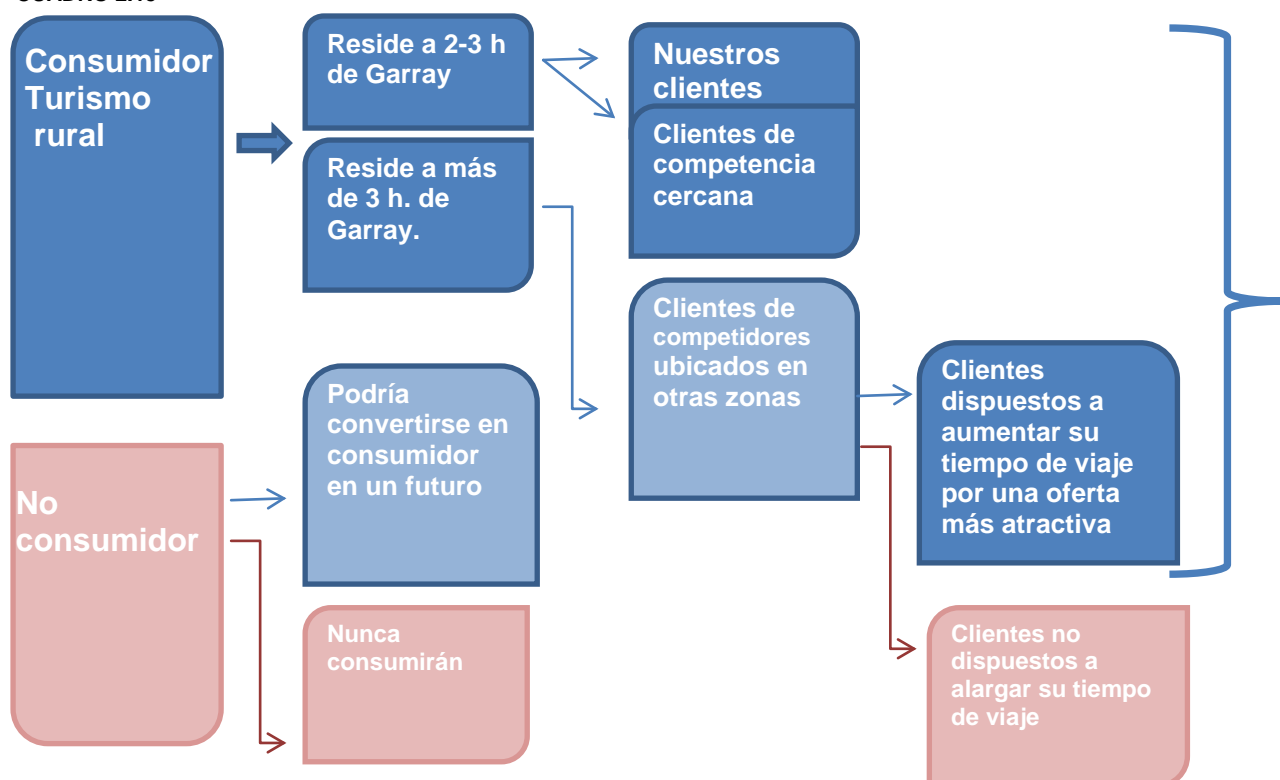 Consumidor
Turismo
rural
Reside a 2-3 h
de Garray
Reside a más
de 3 h. de
Garray.
Nuestros
clientes
Clientes de
competencia
cercana
Clientes de
competidores
ubicados en
otras zonas
Clientes
dispuestos a
aumentar su
tiempo de viaje
por una oferta
más atractiva
No
consumidor
Podría
convertirse en
consumidor
en un futuro
Nunca
consumirán
Clientes no
dispuestos a
alargar su tiempo
de viaje